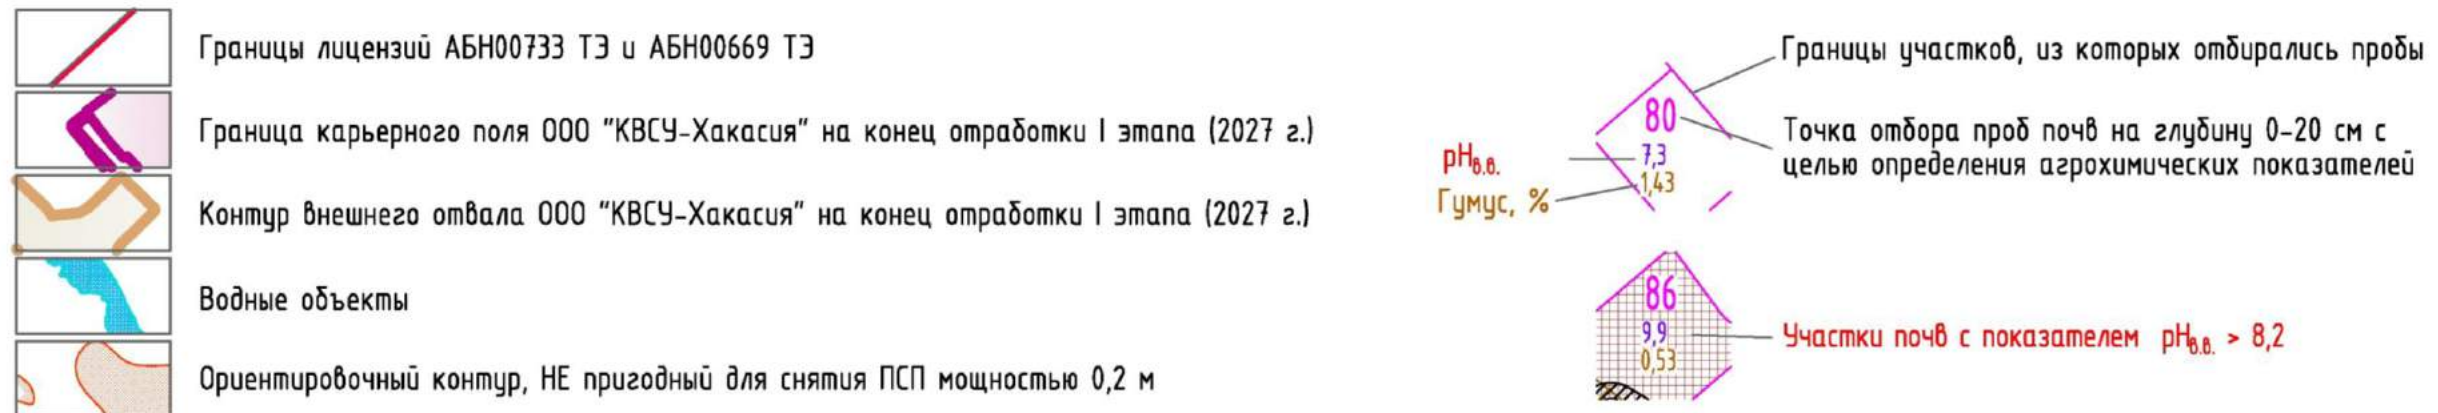 Границы лицензий АБН00733 ТЭ и АБН00669 ТЭ
Граница карьерного поля ООО "КВСУ-Хакасия" на конец отработки I этапа (2027 г.)
Контур внешнего отвала ООО "КВСУ-Хакасия" на конец отработки I этапа (2027 г.)
Водные объекты
Ориентировочный контур, НЕ пригодный для снятия ПСП мощностью 0,2 м
Границы участков, из которых отбирались пробы
80
Точка отбора проб почв на глубину 0-20 см с
целью определения агрохимических показателей
pHв.в.
7,3
Гумус, %
1,43
86
9,9
0,53
Участки почв с показателем pHв.в. > 8,2